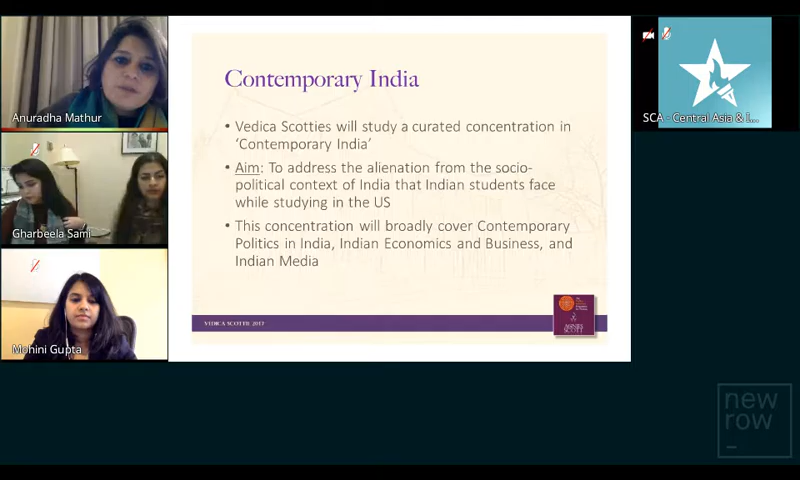 Anuradha Mathur
Gharbeela Sami
Mohini Gupta
Contemporary India
• Vedica Scotties will study a curated concentration in
‘Contemporary India’
• Aim: To address the alienation from the socio-
political context of India that Indian students face
while studying in the US
• This concentration will broadly cover Contemporary
Politics in India, Indian Economics and Business, and
Indian Media
VEDICA SCOTTIE 2017
AGNES
SCOTT
SCA - Central Asia & I...
new
row